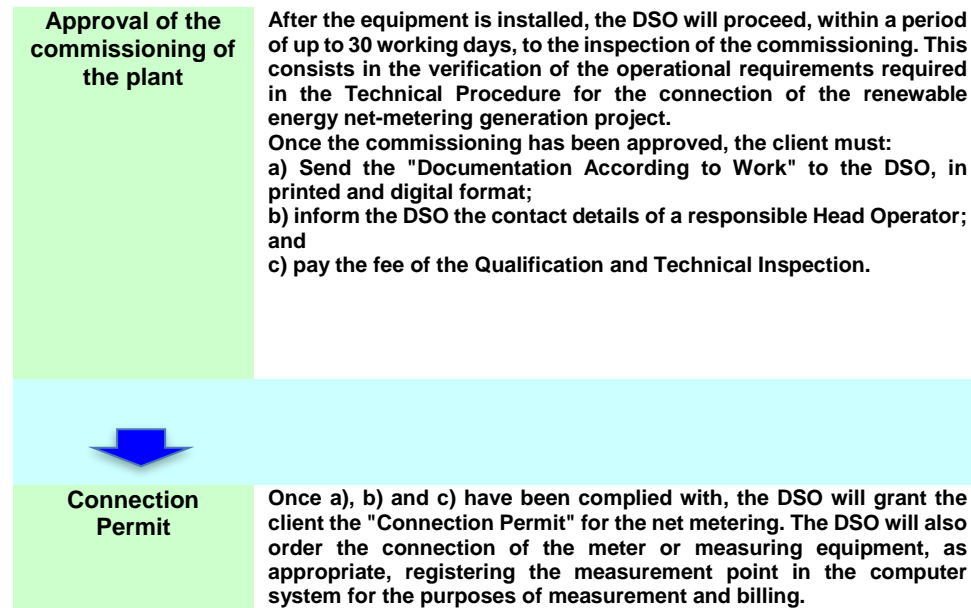 Approval of the
commissioning of
the plant
After the equipment is installed, the DSO will proceed, within a period
of up to 30 working days, to the inspection of the commissioning. This
consists in the verification of the operational requirements required
in the Technical Procedure for the connection of the renewable
energy net-metering generation project.
Once the commissioning has been approved, the client must:
a) Send the "Documentation According to Work" to the DSO, in
printed and digital format;
b) inform the DSO the contact details of a responsible Head Operator;
and
c) pay the fee of the Qualification and Technical Inspection.
Connection
Permit
Once a), b) and c) have been complied with, the DSO will grant the
client the "Connection Permit" for the net metering. The DSO will also
order the connection of the meter or measuring equipment, as
appropriate, registering the measurement point in the computer
system for the purposes of measurement and billing.